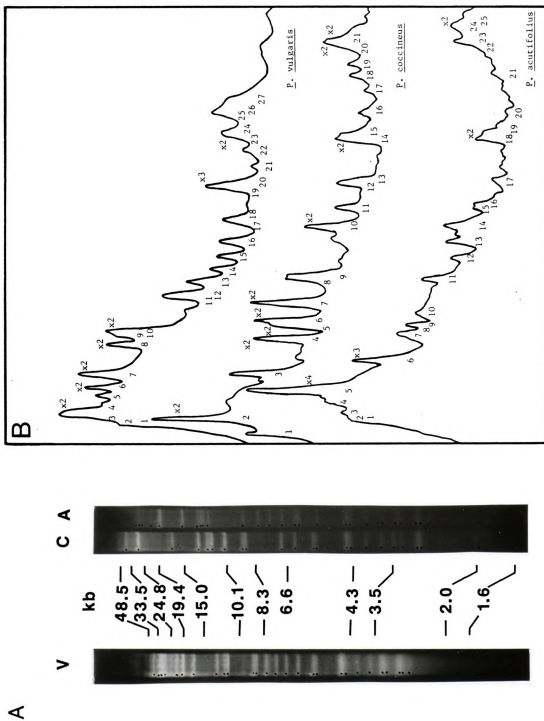 A
V
kb
C A
48.5
33.5
24.8
19.4
15.0
10.1
8.3
6.6
4.3
3.5
2.0
1.6
B
x2
x2
x2
x2
x2
x3
x2
1 2 3 4 5 6 7 8 9 10 11 12 13 14 15 16 17 18 19 20 21 22 23 24 25 26 27
P. vulgaris
x2
x2
x2
x2
x2
x2
x2
1 2 3 4 5 6 7 8 9 10 11 12 13 14 15 16 17 18 19 20 21
P. coccineus
x4
x3
x2
x2
1 2 3 4 5 6 7 8 9 10 11 12 13 14 15 16 17 18 19 20 21 22 23 24 25
P. acutifolius